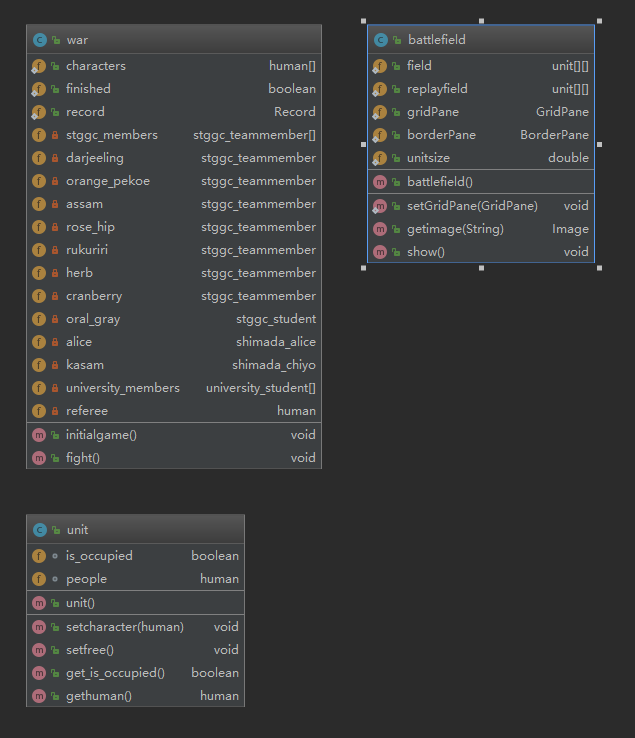 war
characters human[]
finished boolean
record Record
stggc_members stggc_teammember[]
darjeeling stggc_teammember
orange_pekoe stggc_teammember
assam stggc_teammember
rose_hip stggc_teammember
rukuriri stggc_teammember
herb stggc_teammember
cranberry stggc_teammember
oral_gray stggc_student
alice shimada_alice
kasam shimada_chiyo
university_members university_student[]
referee human
initialgame() void
fight() void
battlefield
field unit[][]
replayfield unit[][]
gridPane GridPane
borderPane BorderPane
unitsize double
battlefield()
setGridPane(GridPane) void
getimage(String) Image
show() void
unit
is_occupied boolean
people human
unit()
setcharacter(human) void
setfree() void
get_is_occupied() boolean
gethuman() human